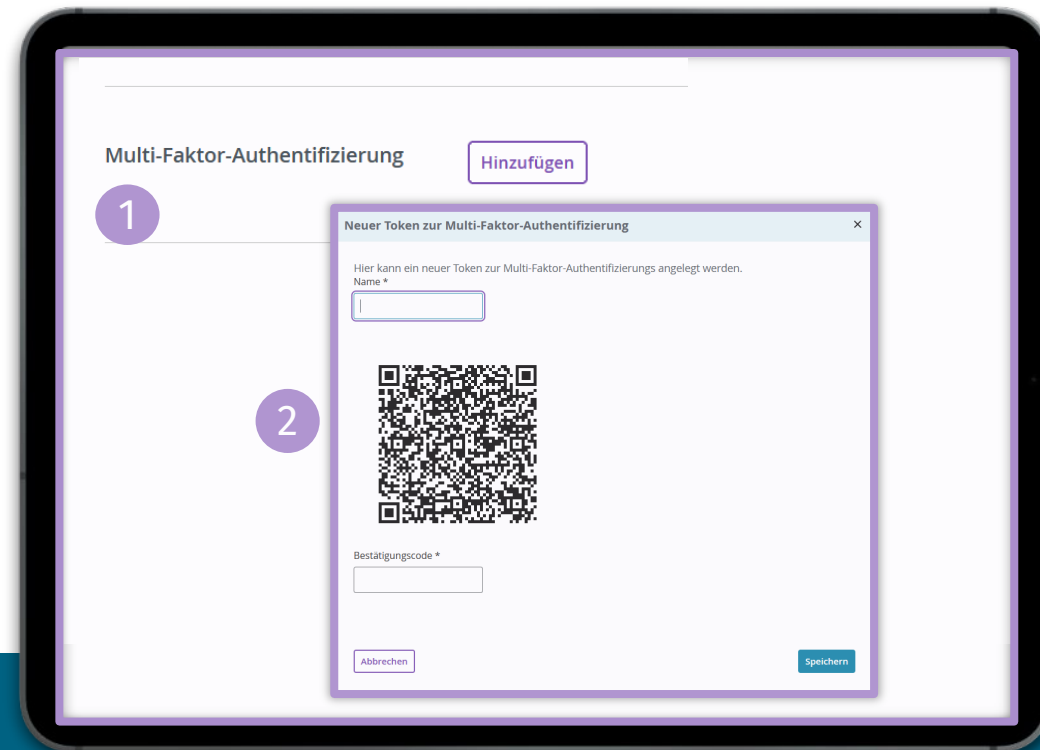 Multi-Faktor-Authentifizierung
Hinzufügen
1
Neuer Token zur Multi-Faktor-Authentifizierung ×
Hier kann ein neuer Token zur Multi-Faktor-Authentifizierungs angelegt werden.
Name *
2
Bestätigungscode *
Abbrechen
Speichern